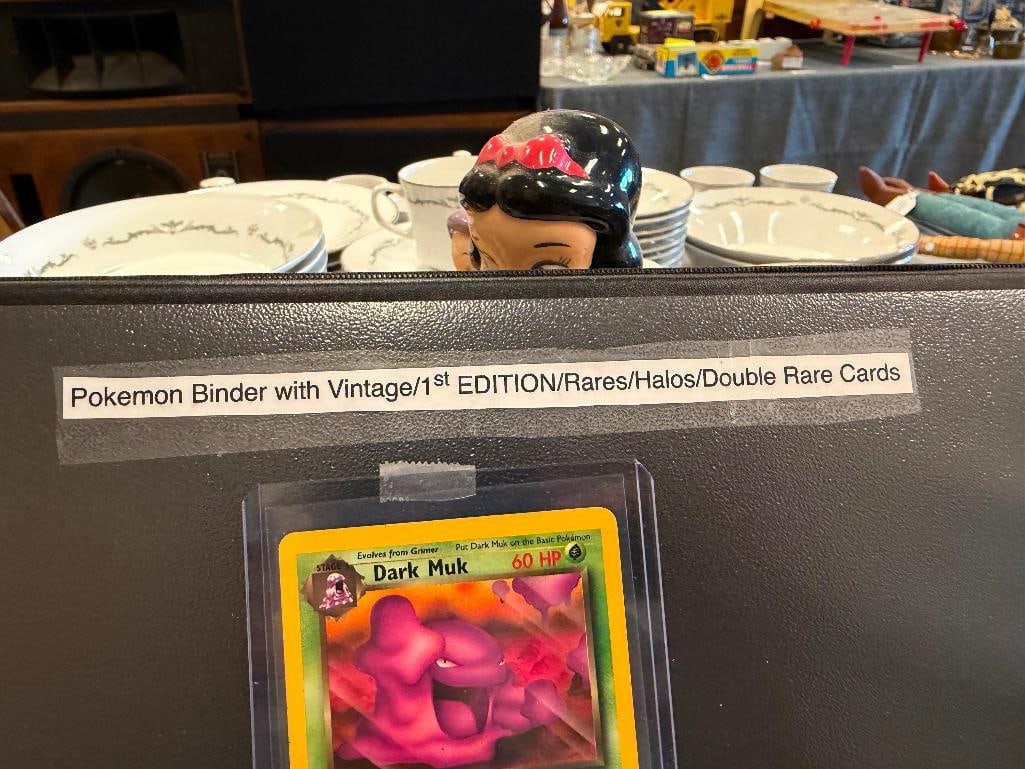 Pokemon Binder with Vintage/1st EDITION/Rares/Halos/Double Rare Cards
Evolves from Grimer Put Dark Muk on the Basic Pokémon
STAGE 1
Dark Muk 60 HP